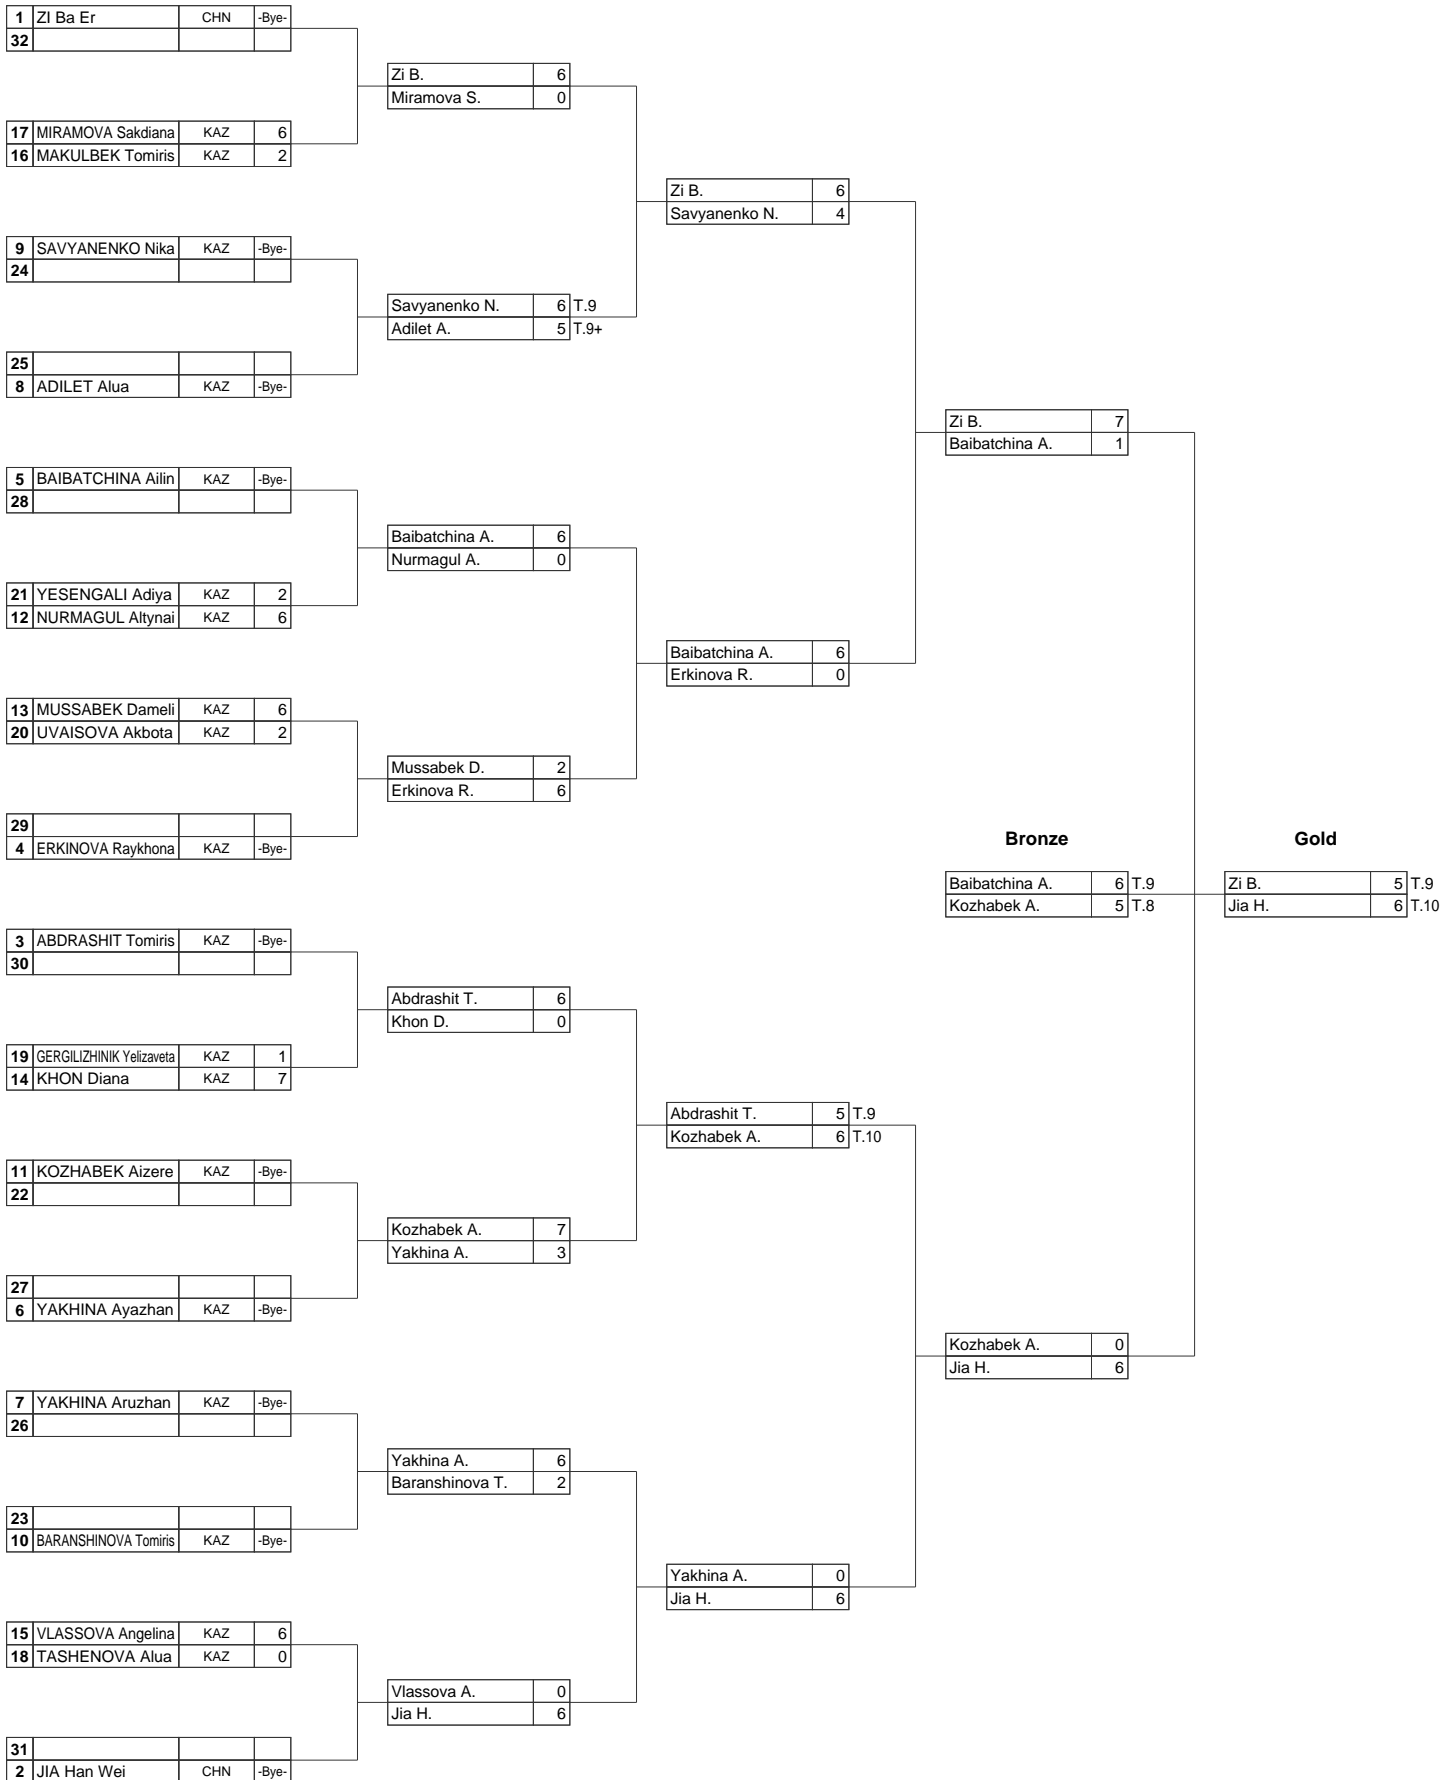 1 ZI Ba Er CHN -Bye-
32
Zi B. 6
Miramova S. 0
17 MIRAMOVA Sakdiana KAZ 6
16 MAKULBEK Tomiris KAZ 2
Zi B. 6
Savyanenko N. 4
9 SAVYANENKO Nika KAZ -Bye-
24
Savyanenko N. 6 T.9
Adilet A. 5 T.9+
25
8 ADILET Alua KAZ -Bye-
Zi B. 7
Baibatchina A. 1
5 BAIBATCHINA Ailin KAZ -Bye-
28
Baibatchina A. 6
Nurmagul A. 0
21 YESENGALI Adiya KAZ 2
12 NURMAGUL Altynai KAZ 6
Baibatchina A. 6
Erkinova R. 0
13 MUSSABEK Dameli KAZ 6
20 UVAISOVA Akbota KAZ 2
Mussabek D. 2
Erkinova R. 6
29
4 ERKINOVA Raykhona KAZ -Bye-
Bronze Gold
Baibatchina A. 6 T.9 Zi B. 5 T.9
Kozhabek A. 5 T.8 Jia H. 6 T.10
3 ABDRASHIT Tomiris KAZ -Bye-
30
Abdrashit T. 6
Khon D. 0
19 GERGILIZHINIK Yelizaveta KAZ 1
14 KHON Diana KAZ 7
Abdrashit T. 5 T.9
Kozhabek A. 6 T.10
11 KOZHABEK Aizere KAZ -Bye-
22
Kozhabek A. 7
Yakhina A. 3
27
6 YAKHINA Ayazhan KAZ -Bye-
Kozhabek A. 0
Jia H. 6
7 YAKHINA Aruzhan KAZ -Bye-
26
Yakhina A. 6
Baranshinova T. 2
23
10 BARANSHINOVA Tomiris KAZ -Bye-
Yakhina A. 0
Jia H. 6
15 VLASSOVA Angelina KAZ 6
18 TASHENOVA Alua KAZ 0
Vlassova A. 0
Jia H. 6
31
2 JIA Han Wei CHN -Bye-